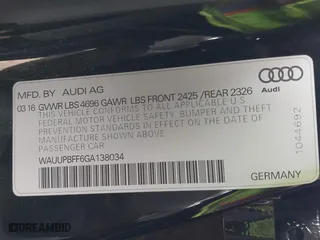 MFD. BY AUDI AG
03 16 GVWR LBS 4696 GAWR LBS FRONT 2425 /REAR 2326
THIS VEHICLE CONFORMS TO ALL APPLICABLE U.S.
FEDERAL MOTOR VEHICLE SAFETY, BUMPER AND THEFT
PREVENTION STANDARDS IN EFFECT ON THE
DATE OF MANUFACTURE SHOWN ABOVE
PASSENGER CAR
WAUUPBFF6GA138034
GERMANY
Audi
1044692
DREAMBID